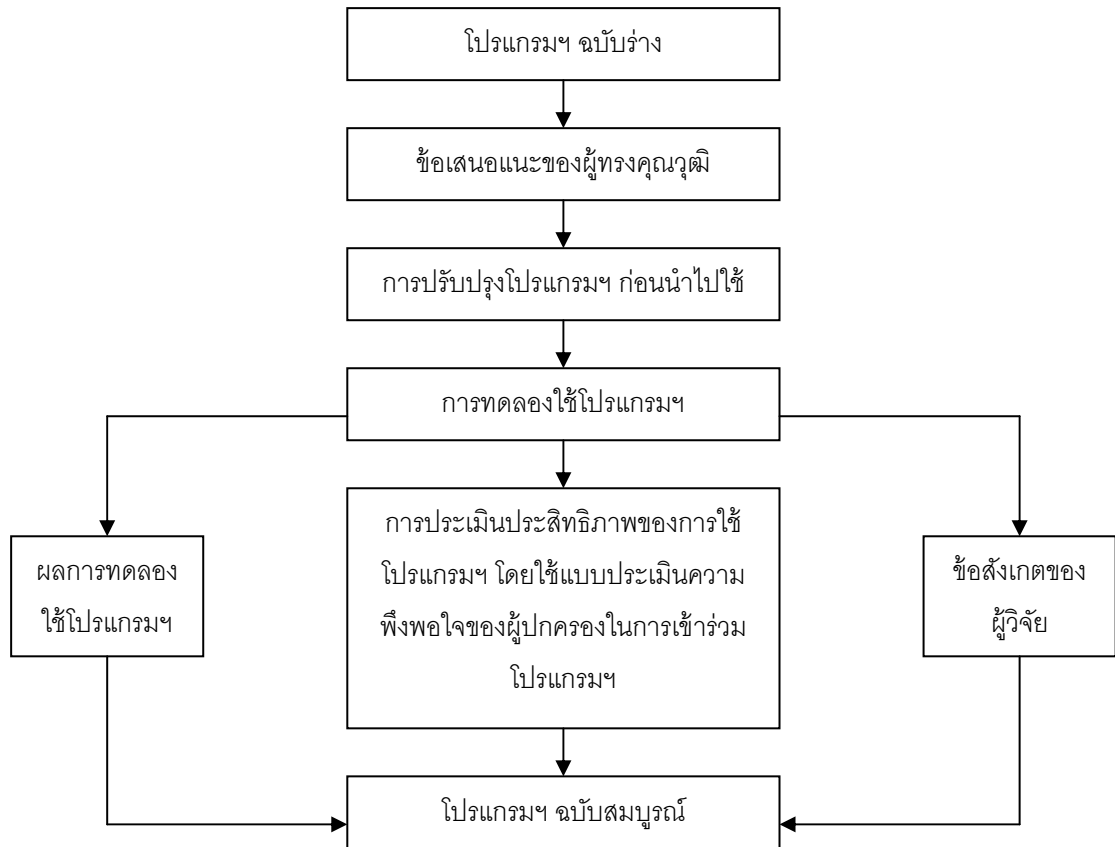 โปรแกรมฯ ฉบับร่าง
ข้อเสนอแนะของผู้ทรงคุณวุฒิ
การปรับปรุงโปรแกรมฯ ก่อนนำไปใช้
การทดลองใช้โปรแกรมฯ
ผลการทดลอง
ใช้โปรแกรมฯ
การประเมินประสิทธิภาพของการใช้
โปรแกรมฯ โดยใช้แบบประเมินความ
พึงพอใจของผู้ปกครองในการเข้าร่วม
โปรแกรมฯ
ข้อสังเกตของ
ผู้วิจัย
โปรแกรมฯ ฉบับสมบูรณ์